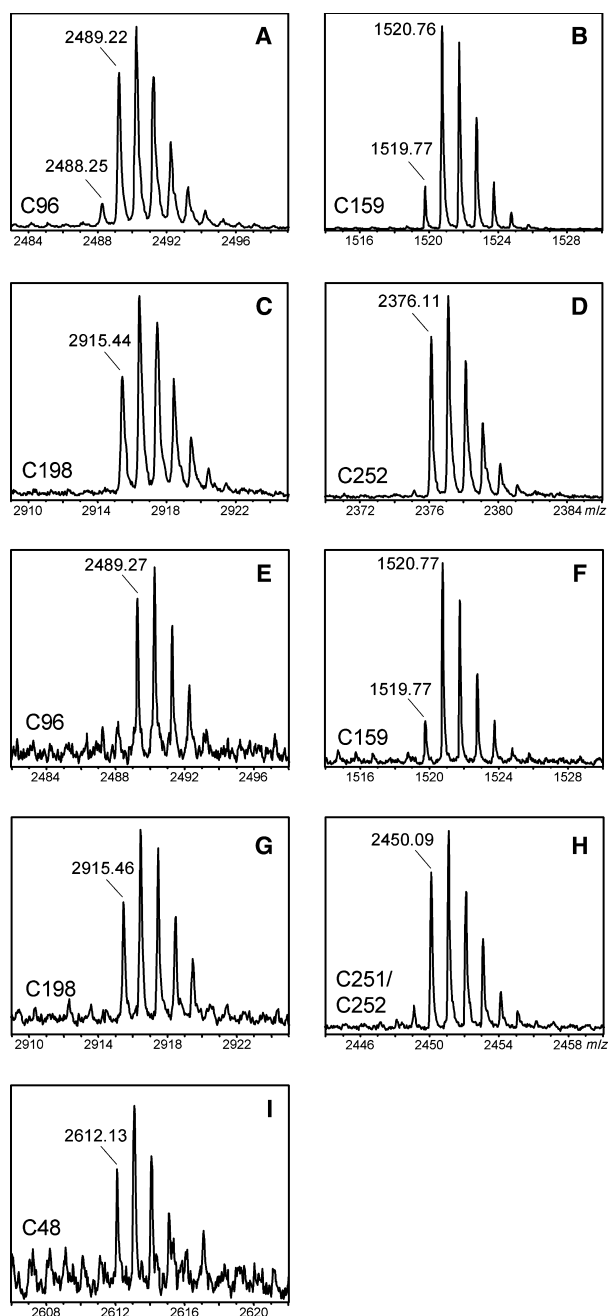 A
2489.22
2488.25
C96
2484 2488 2492 2496
B
1520.76
1519.77
C159
1516 1520 1524 1528
C
2915.44
C198
2910 2914 2918 2922
D
2376.11
C252
2372 2376 2380 2384 m/z
E
2489.27
C96
2484 2488 2492 2496
F
1520.77
1519.77
C159
1516 1520 1524 1528
G
2915.46
C198
2910 2914 2918 2922
H
2450.09
C251/
C252
2446 2450 2454 2458 m/z
I
2612.13
C48
2608 2612 2616 2620